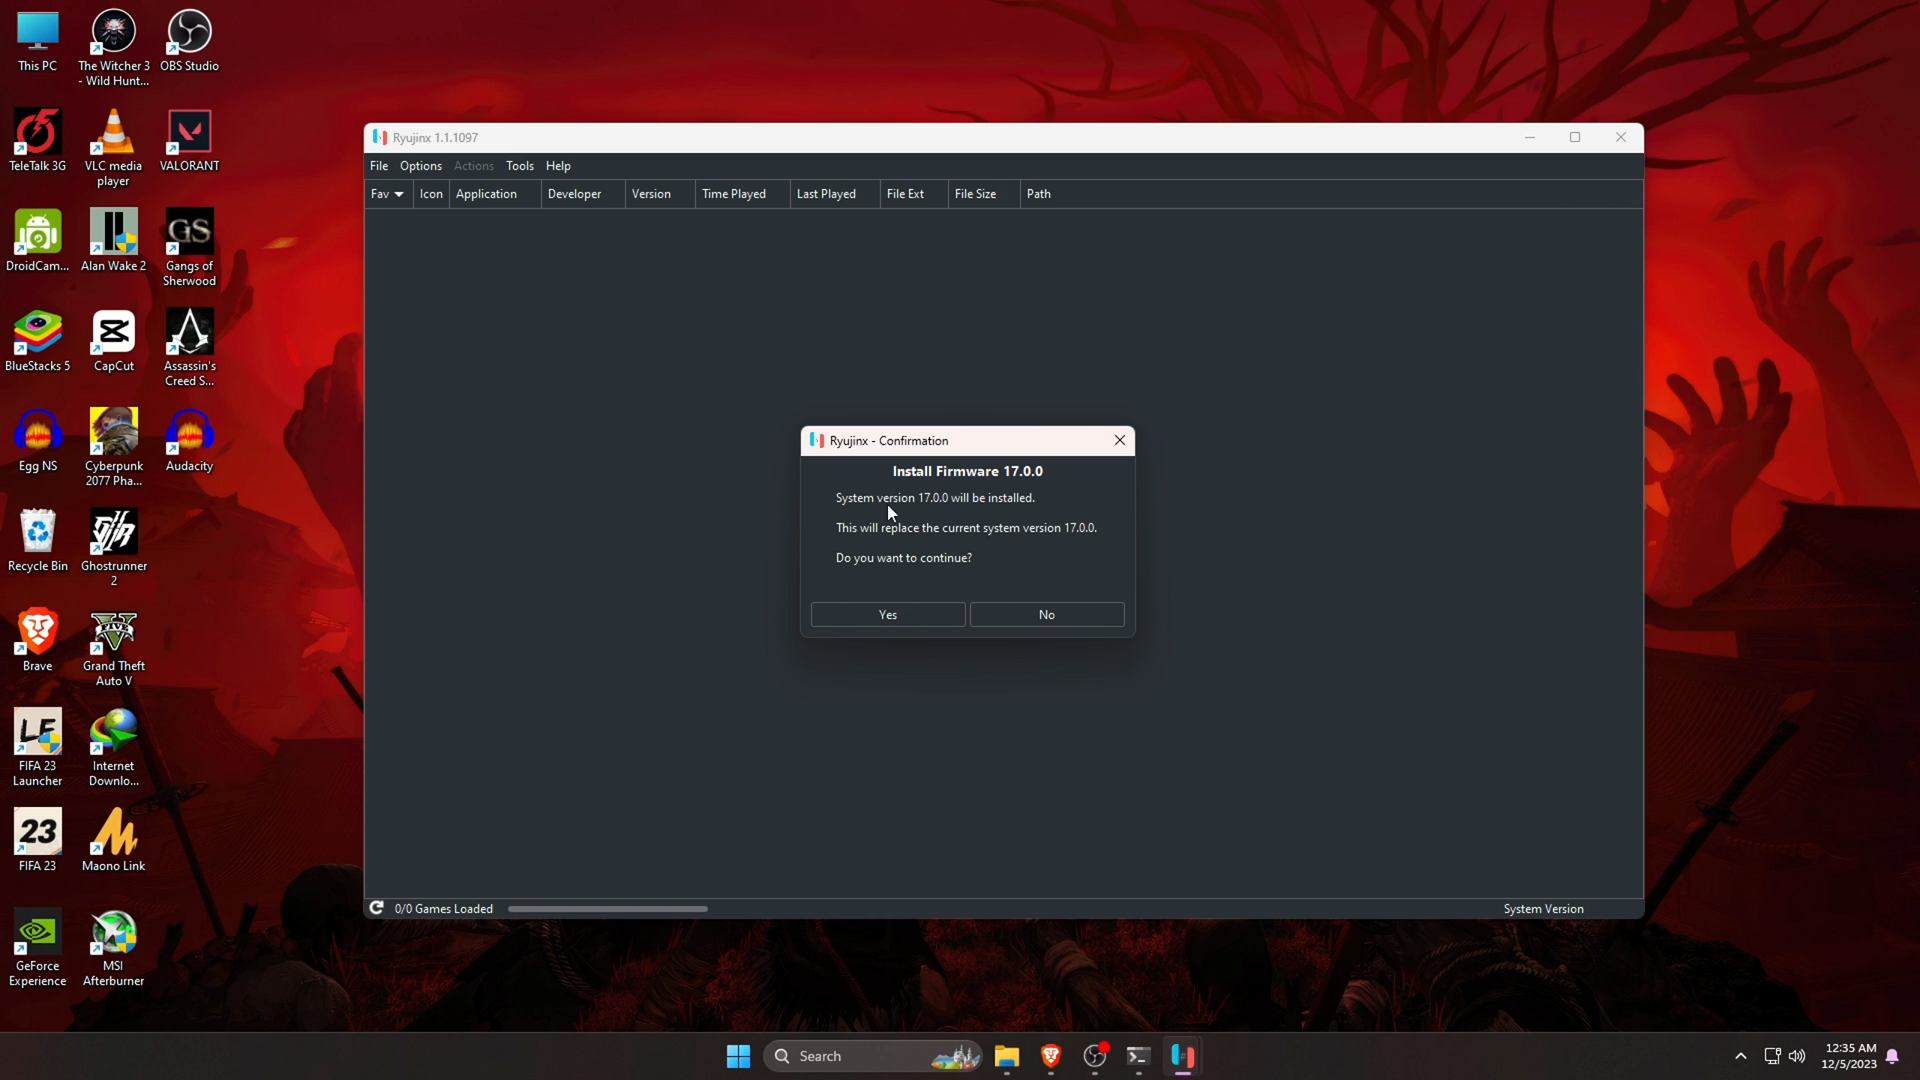 This PC
The Witcher 3
- Wild Hunt...
OBS Studio
TeleTalk 3G
VLC media
player
VALORANT
DroidCam...
Alan Wake 2
GS
Gangs of
Sherwood
BlueStacks 5
CapCut
Assassin's
Creed S...
Egg NS
Cyberpunk
2077 Pha...
Audacity
Recycle Bin
Ghostrunner
2
Brave
FIVE
Grand Theft
Auto V
LE
FIFA 23
Launcher
Internet
Downlo...
23
FIFA 23
Maono Link
GeForce
Experience
MSI
Afterburner
Ryujinx 1.1.1097
File Options Actions Tools Help
Fav Icon Application Developer Version Time Played Last Played File Ext File Size Path
Ryujinx - Confirmation
Install Firmware 17.0.0
System version 17.0.0 will be installed.
This will replace the current system version 17.0.0.
Do you want to continue?
Yes No
0/0 Games Loaded
System Version
Search
12:35 AM
12/5/2023